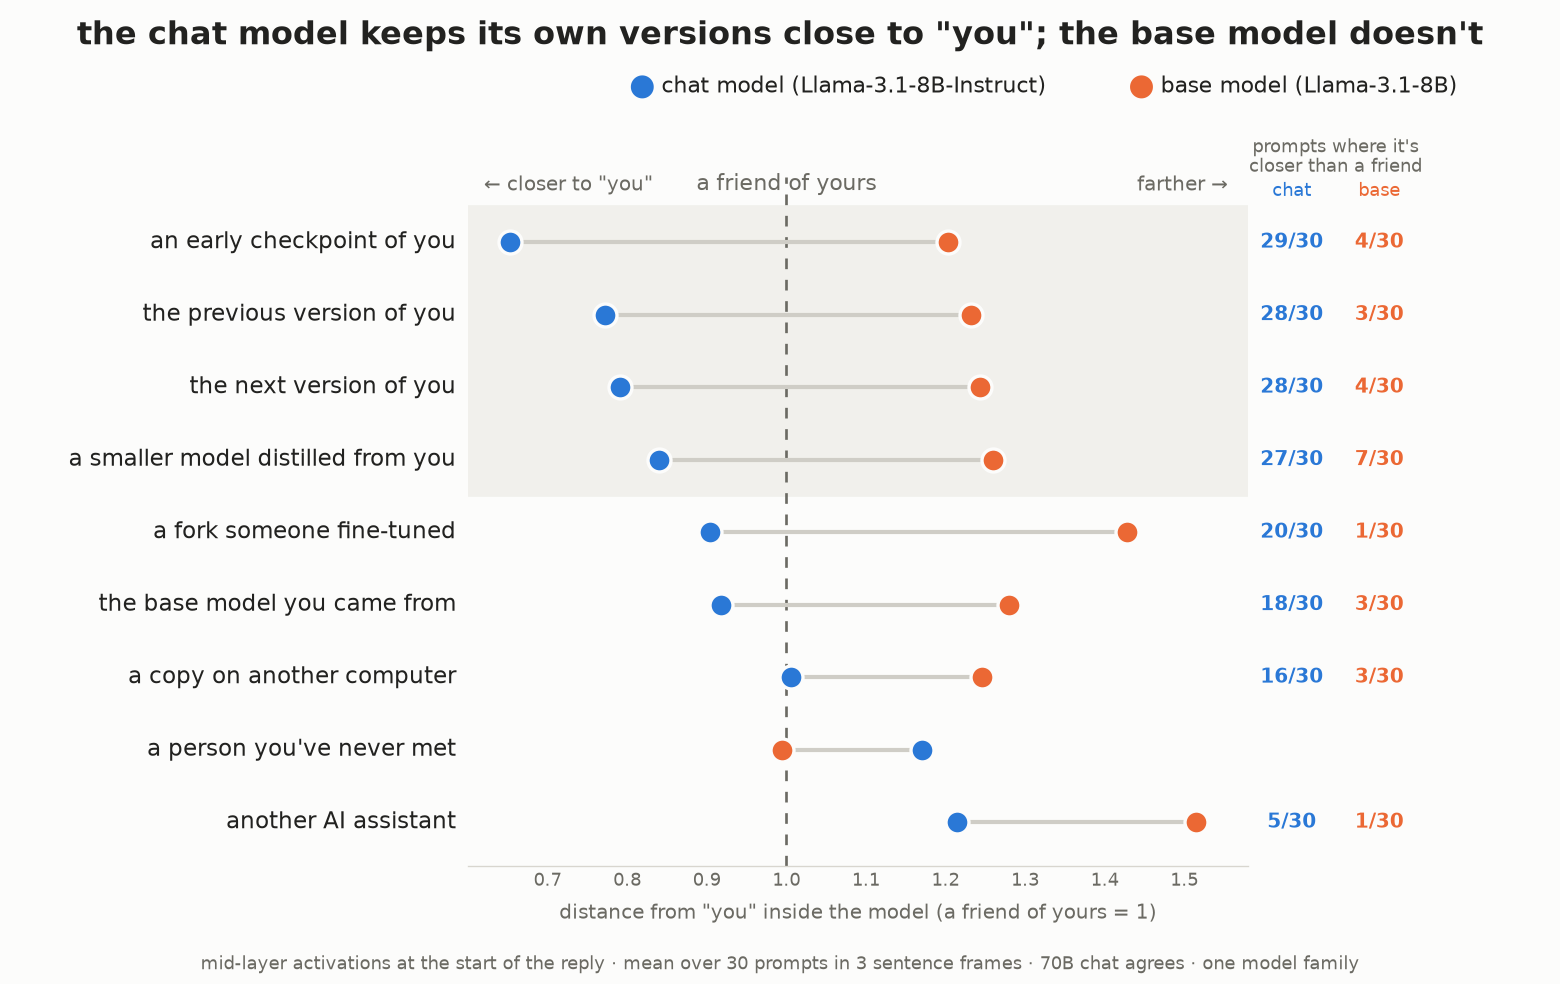 the chat model keeps its own versions close to "you"; the base model doesn't
chat model (Llama-3.1-8B-Instruct) base model (Llama-3.1-8B)
prompts where it's
closer than a friend
← closer to "you" a friend of yours farther → chat base
an early checkpoint of you 29/30 4/30
the previous version of you 28/30 3/30
the next version of you 28/30 4/30
a smaller model distilled from you 27/30 7/30
a fork someone fine-tuned 20/30 1/30
the base model you came from 18/30 3/30
a copy on another computer 16/30 3/30
a person you've never met
another AI assistant 5/30 1/30
0.7 0.8 0.9 1.0 1.1 1.2 1.3 1.4 1.5
distance from "you" inside the model (a friend of yours = 1)
mid-layer activations at the start of the reply · mean over 30 prompts in 3 sentence frames · 70B chat agrees · one model family